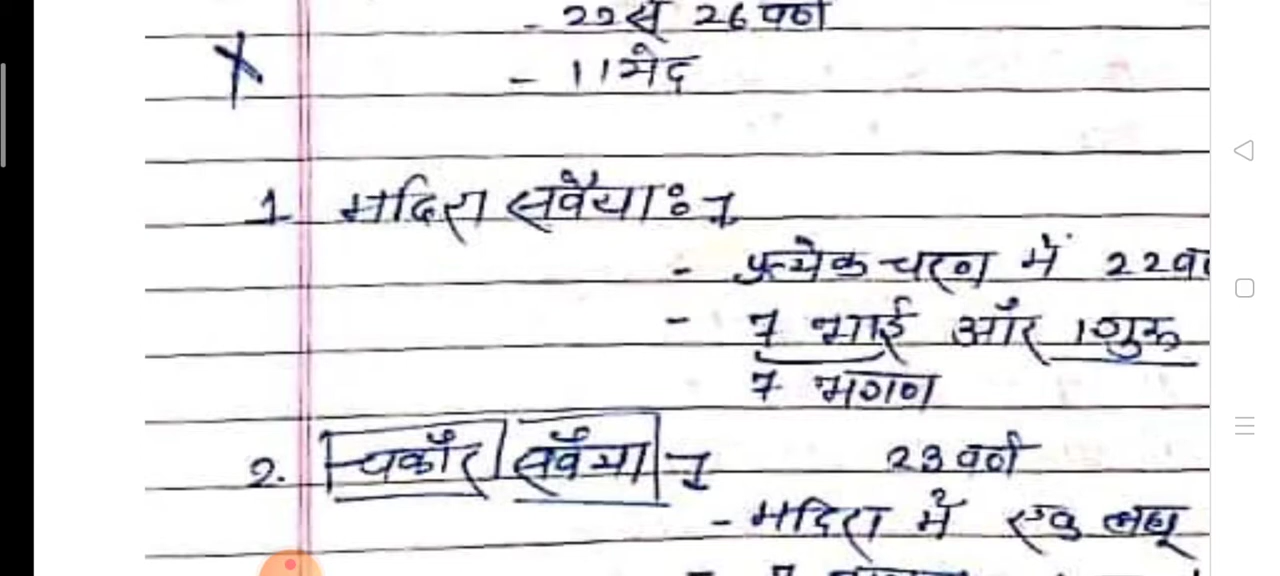 - 22 से 26 वर्ण
- 11 भेद
1 मदिरा सवैया :-
- प्रत्येक चरण में 22 व
- 7 भाई और 1 गुरु
7 भगण
2. चकौर सवैया - 23 वर्ण
- मदिरा में एक लघू